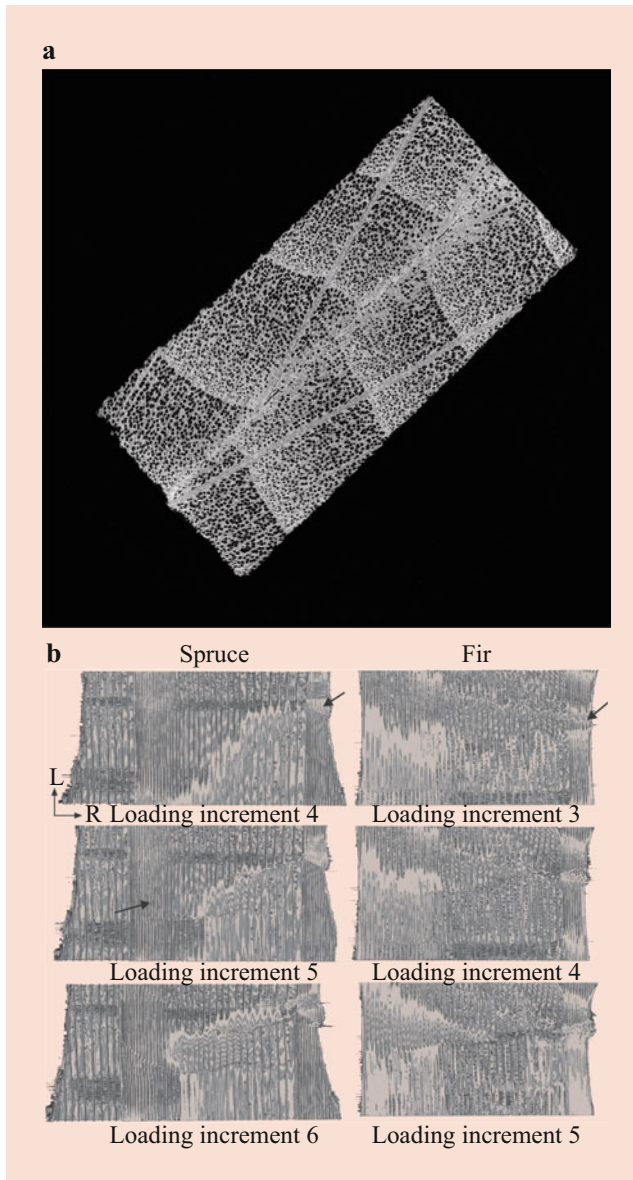 a
b
Spruce Fir
L
R Loading increment 4 Loading increment 3
Loading increment 5 Loading increment 4
Loading increment 6 Loading increment 5